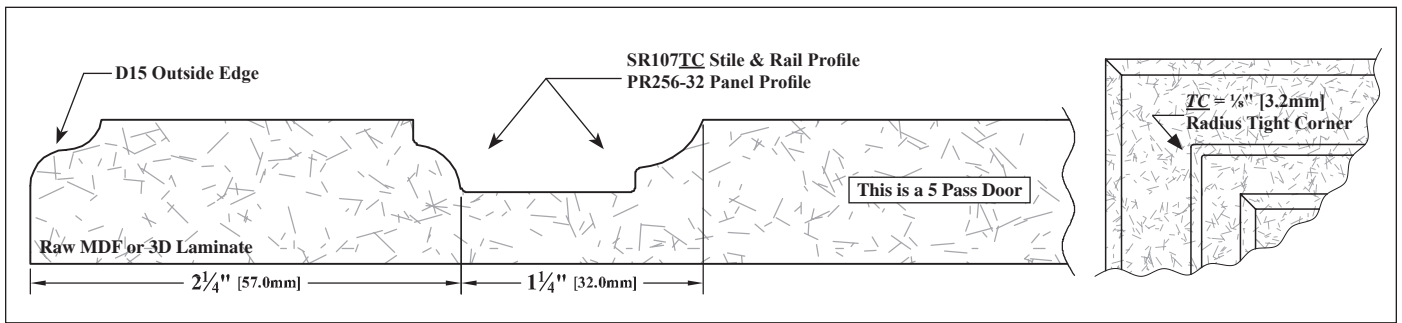 D15 Outside Edge
SR107TC Stile & Rail Profile
PR256-32 Panel Profile
TC = ⅛" [3.2mm]
Radius Tight Corner
This is a 5 Pass Door
Raw MDF or 3D Laminate
2¼" [57.0mm]
1¼" [32.0mm]